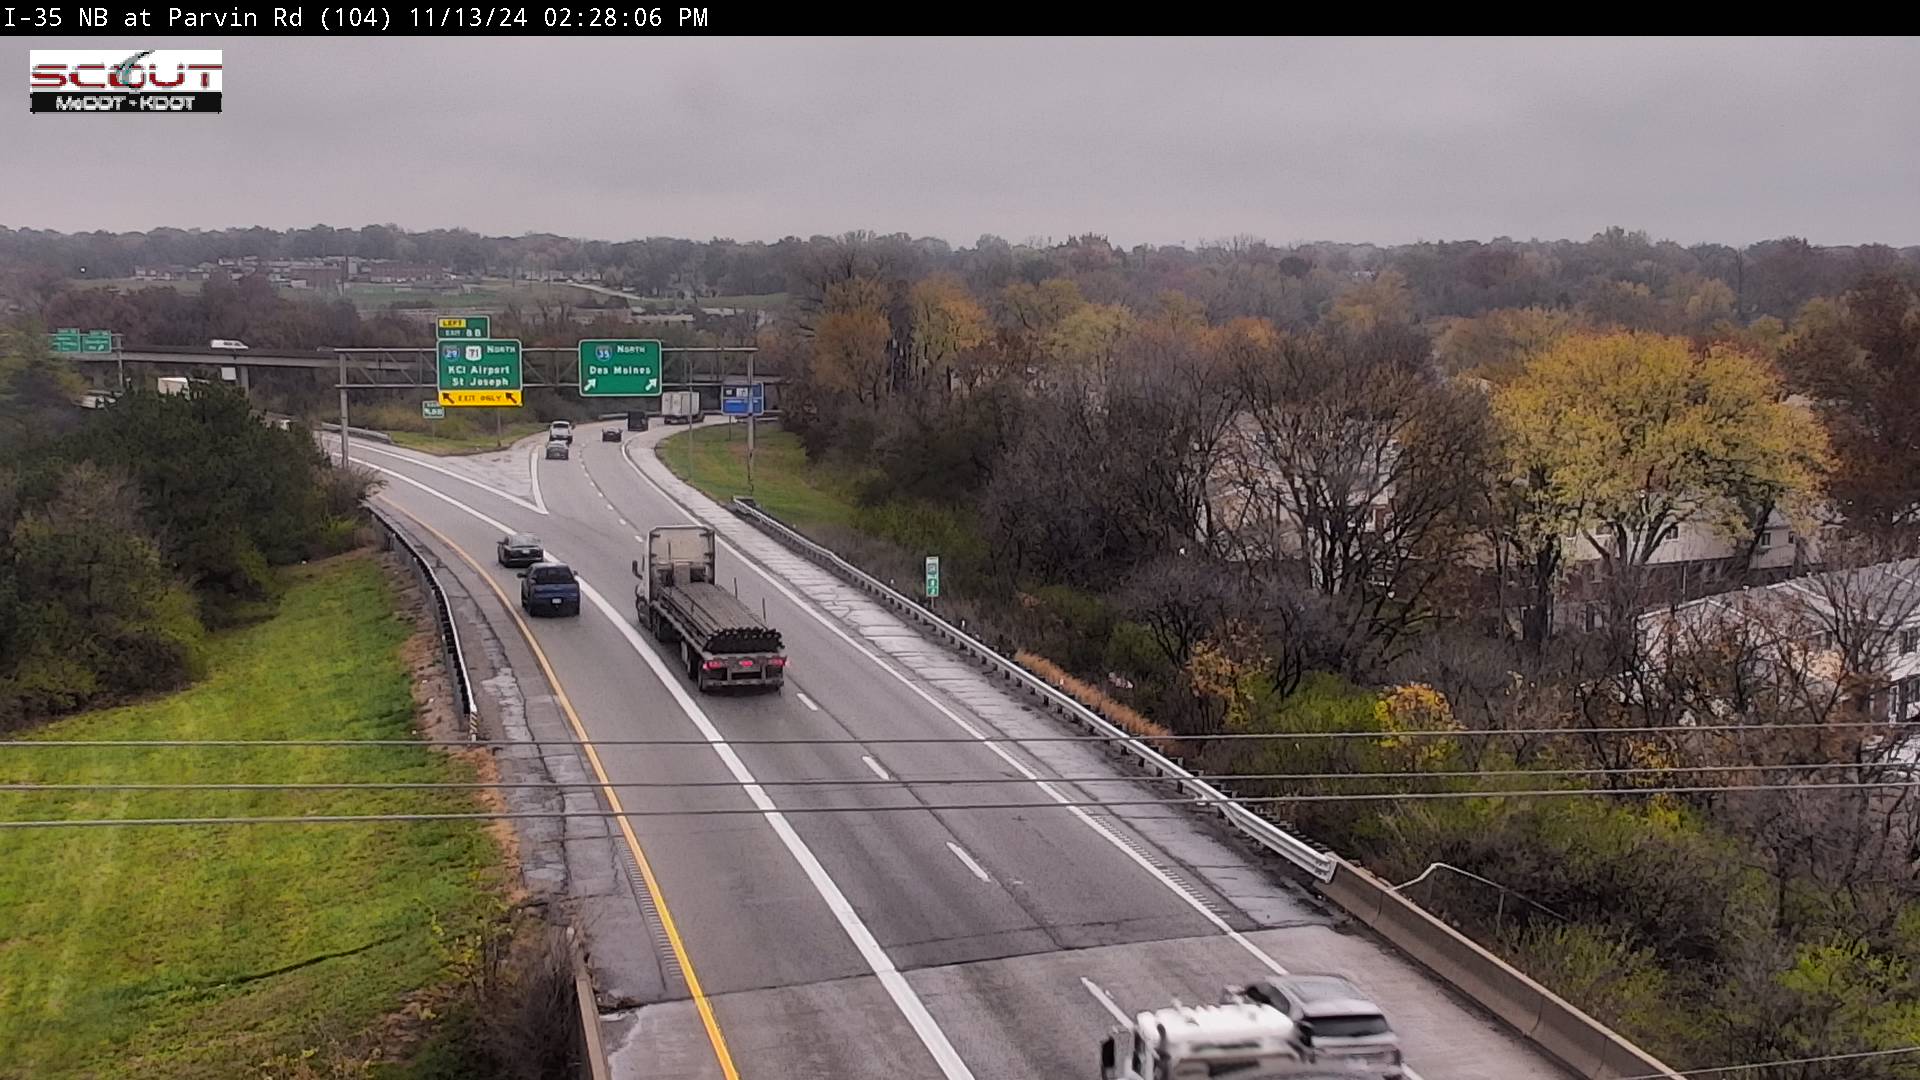 I-35 NB at Parvin Rd (104) 11/13/24 02:28:06 PM
SCOUT
MoDOT - KDOT
LEFT
EXIT 8B
29 71 NORTH
KCI Airport
St Joseph
EXIT ONLY
35 NORTH
Des Moines